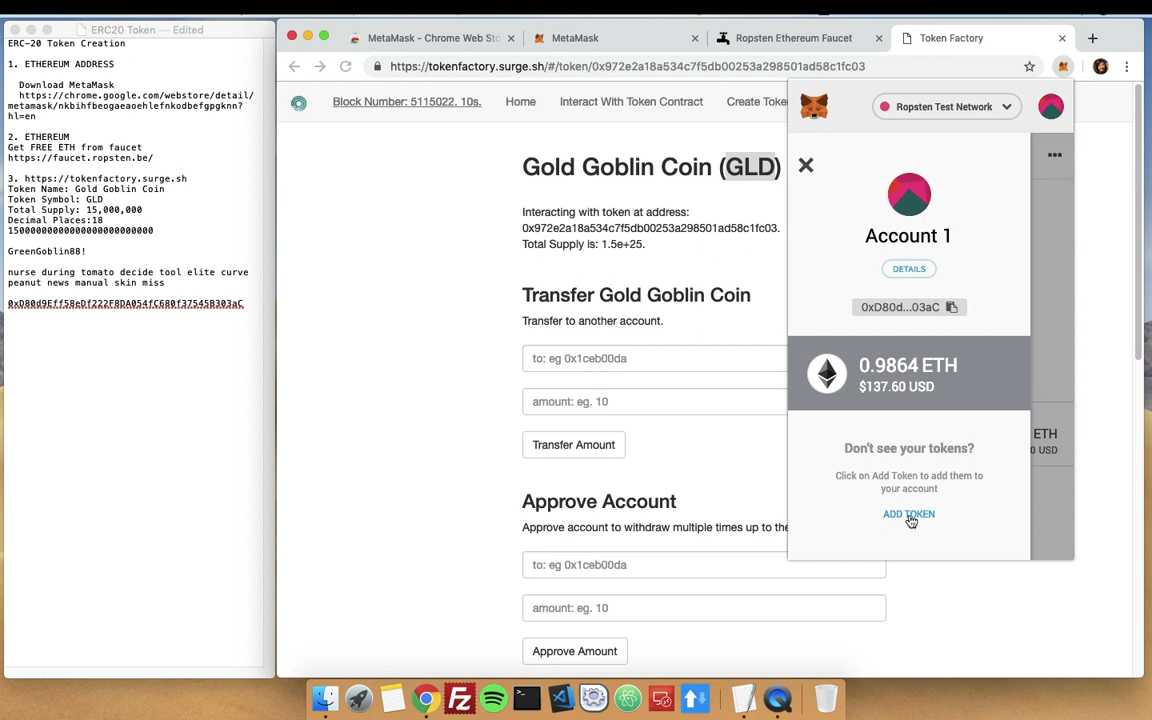 ERC20 Token — Edited
ERC-20 Token Creation
1. ETHEREUM ADDRESS
Download MetaMask
https://chrome.google.com/webstore/detail/
metamask/nkbihfbeogaeaoehlefnkodbefgpgknn?
hl=en
2. ETHEREUM
Get FREE ETH from faucet
https://faucet.ropsten.be/
3. https://tokenfactory.surge.sh
Token Name: Gold Goblin Coin
Token Symbol: GLD
Total Supply: 15,000,000
Decimal Places:18
GreenGoblin88!
nurse during tomato decide tool elite curve
peanut news manual skin miss
0xD80d9Eff58eDf222F8DA054fC680f37545B303aC
MetaMask - Chrome Web Sto
MetaMask
Ropsten Ethereum Faucet
Token Factory
https://tokenfactory.surge.sh/#/token/0x972e2a18a534c7f5db00253a298501ad58c1fc03
Block Number: 5115022. 10s.
Home
Interact With Token Contract
Create Toke
Gold Goblin Coin (GLD)
Interacting with token at address:
0x972e2a18a534c7f5db00253a298501ad58c1fc03.
Total Supply is: 1.5e+25.
Transfer Gold Goblin Coin
Transfer to another account.
to: eg 0x1ceb00da
amount: eg. 10
Transfer Amount
Approve Account
Approve account to withdraw multiple times up to the
to: eg 0x1ceb00da
amount: eg. 10
Approve Amount
Ropsten Test Network
Account 1
DETAILS
0xD80d...03aC
0.9864 ETH
$137.60 USD
Don't see your tokens?
Click on Add Token to add them to
your account
ADD TOKEN
ETH
0 USD